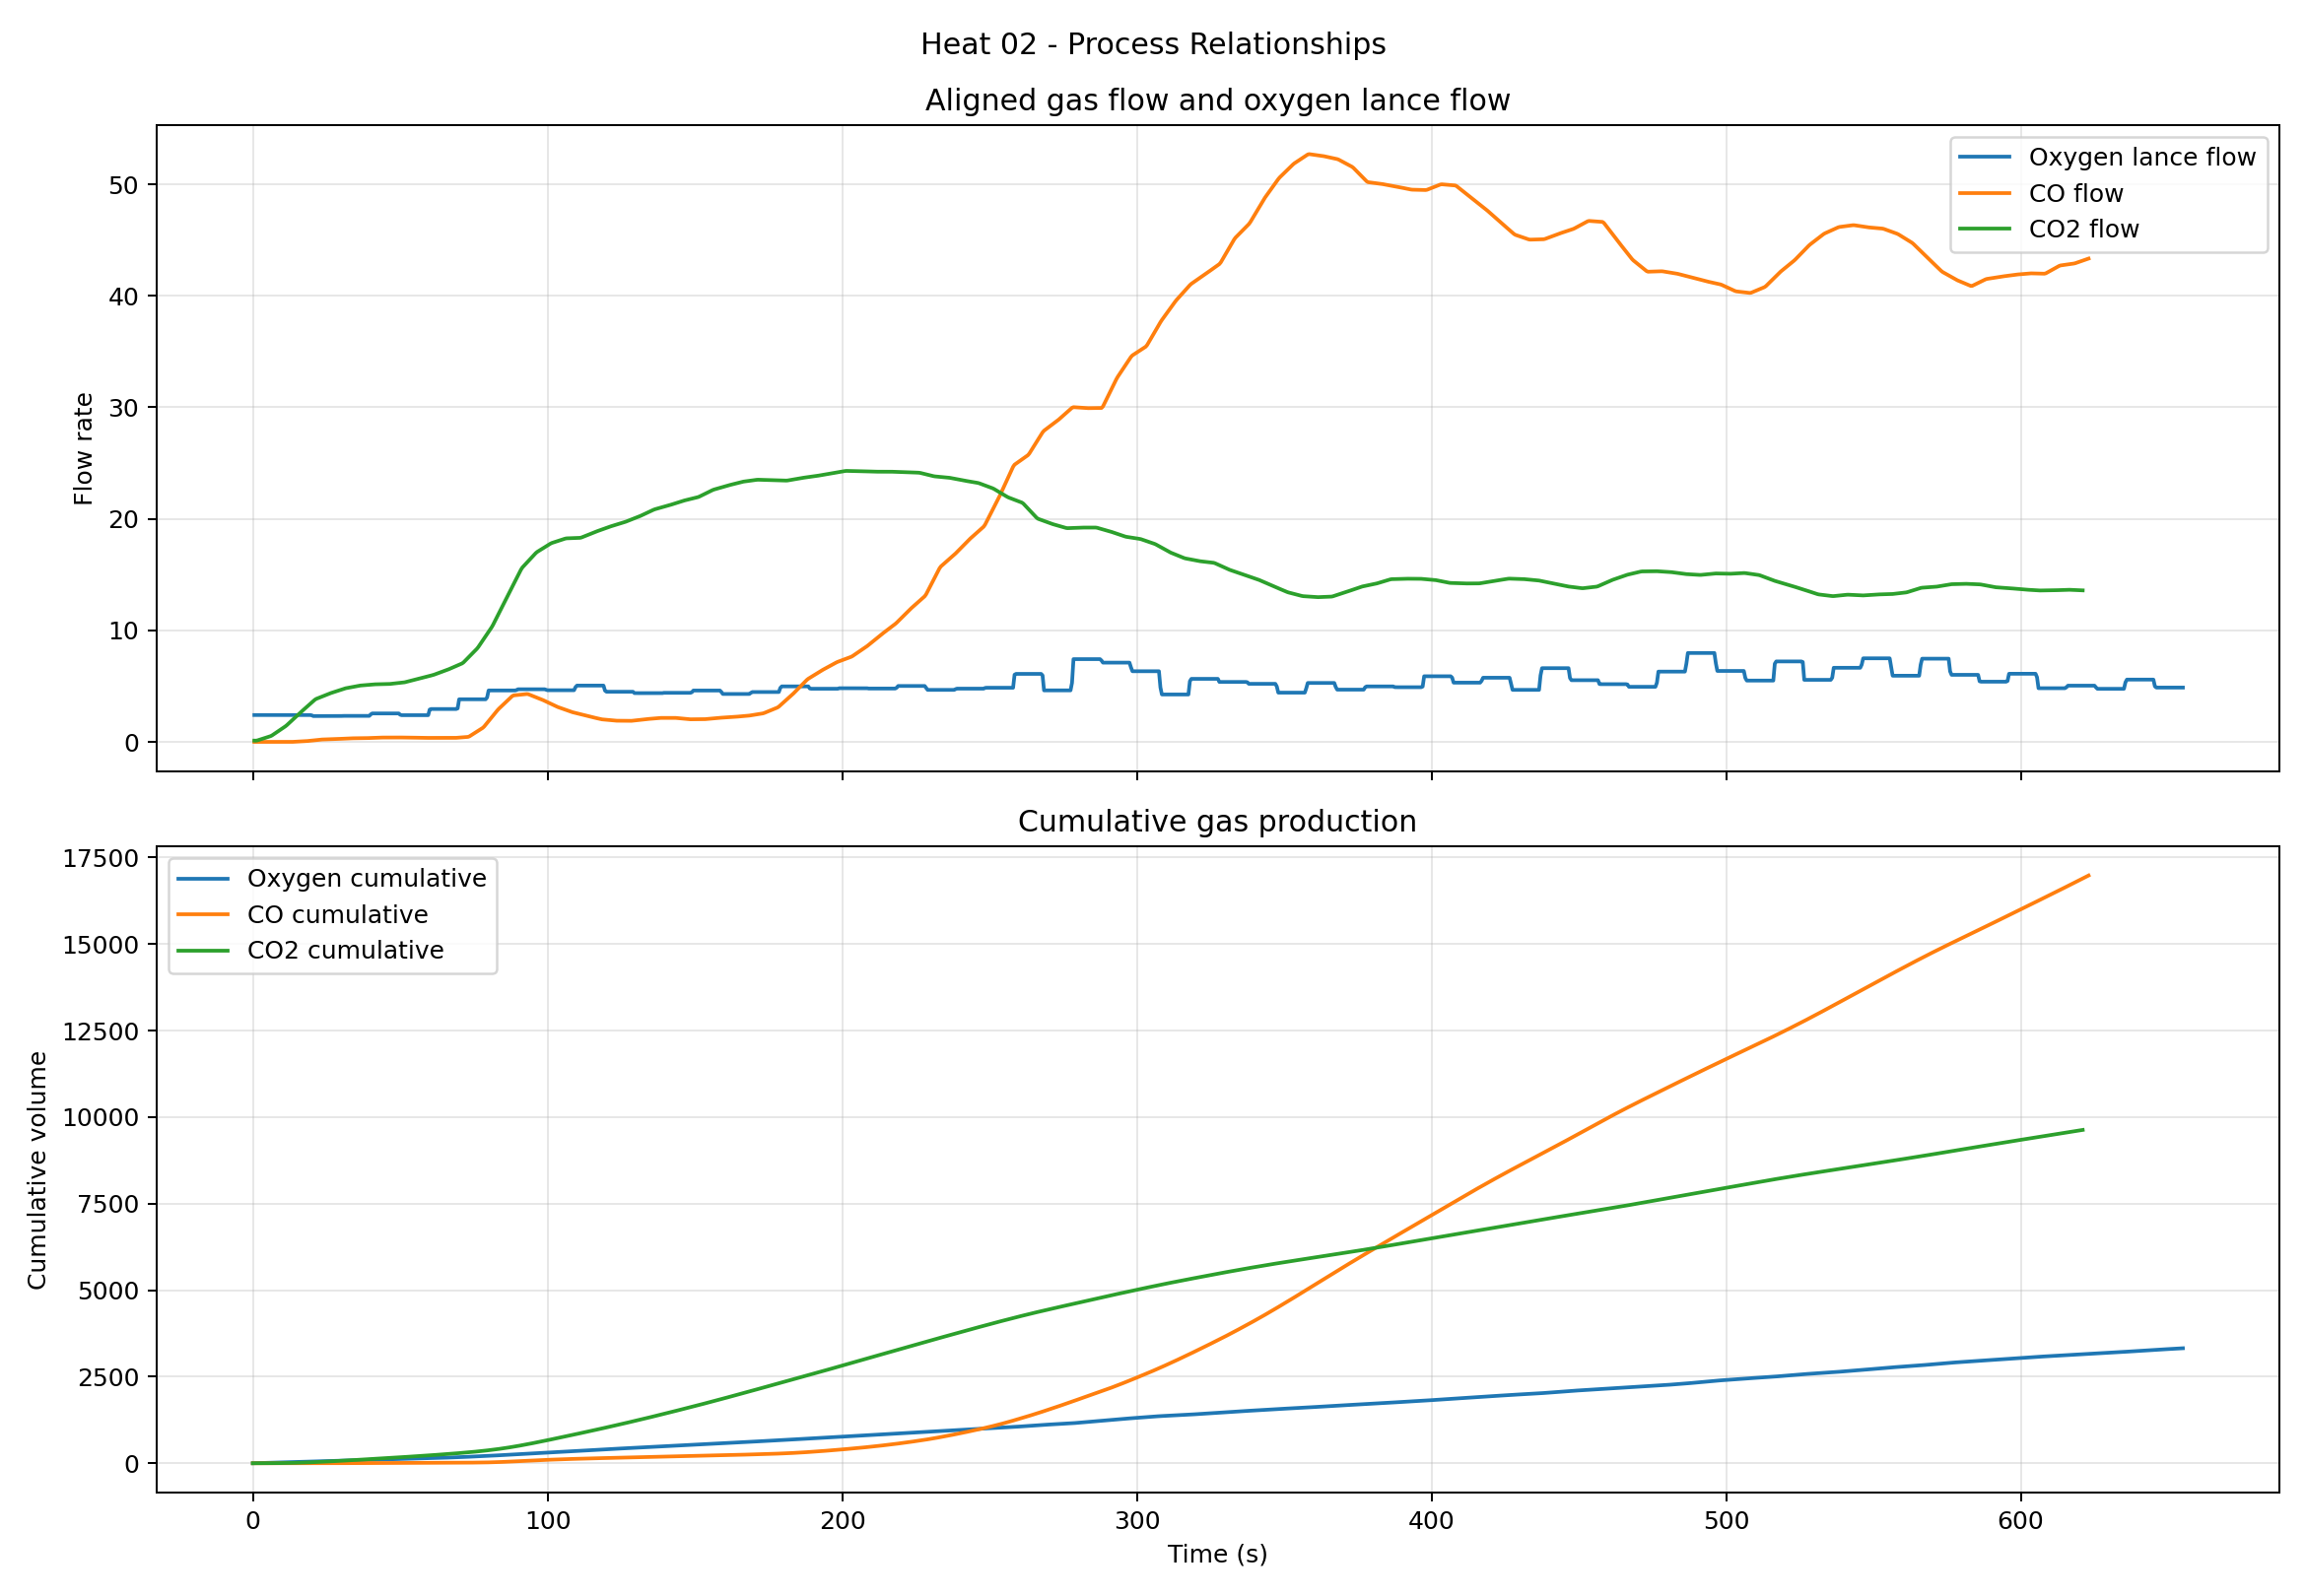 Heat 02 - Process Relationships
Aligned gas flow and oxygen lance flow
Oxygen lance flow
CO flow
CO2 flow
50
40
30
20
10
0
Flow rate
Cumulative gas production
Oxygen cumulative
CO cumulative
CO2 cumulative
17500
15000
12500
10000
7500
5000
2500
0
Cumulative volume
0 100 200 300 400 500 600
Time (s)